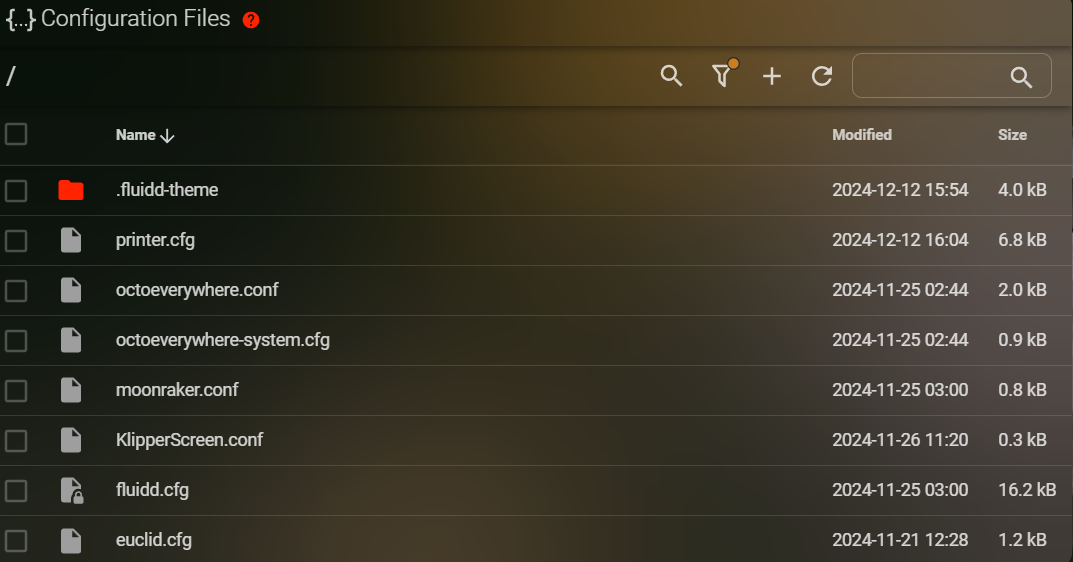 {...} Configuration Files ?
/
Name Modified Size
.fluidd-theme 2024-12-12 15:54 4.0 kB
printer.cfg 2024-12-12 16:04 6.8 kB
octoeverywhere.conf 2024-11-25 02:44 2.0 kB
octoeverywhere-system.cfg 2024-11-25 02:44 0.9 kB
moonraker.conf 2024-11-25 03:00 0.8 kB
KlipperScreen.conf 2024-11-26 11:20 0.3 kB
fluidd.cfg 2024-11-25 03:00 16.2 kB
euclid.cfg 2024-11-21 12:28 1.2 kB